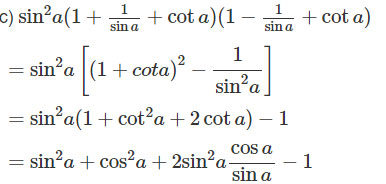 c) sin²a(1 + 1/sin a + cot a)(1 − 1/sin a + cot a)
= sin²a [(1 + cota)² − 1/sin²a]
= sin²a(1 + cot²a + 2 cot a) − 1
= sin²a + cos²a + 2sin²a cos a/sin a − 1